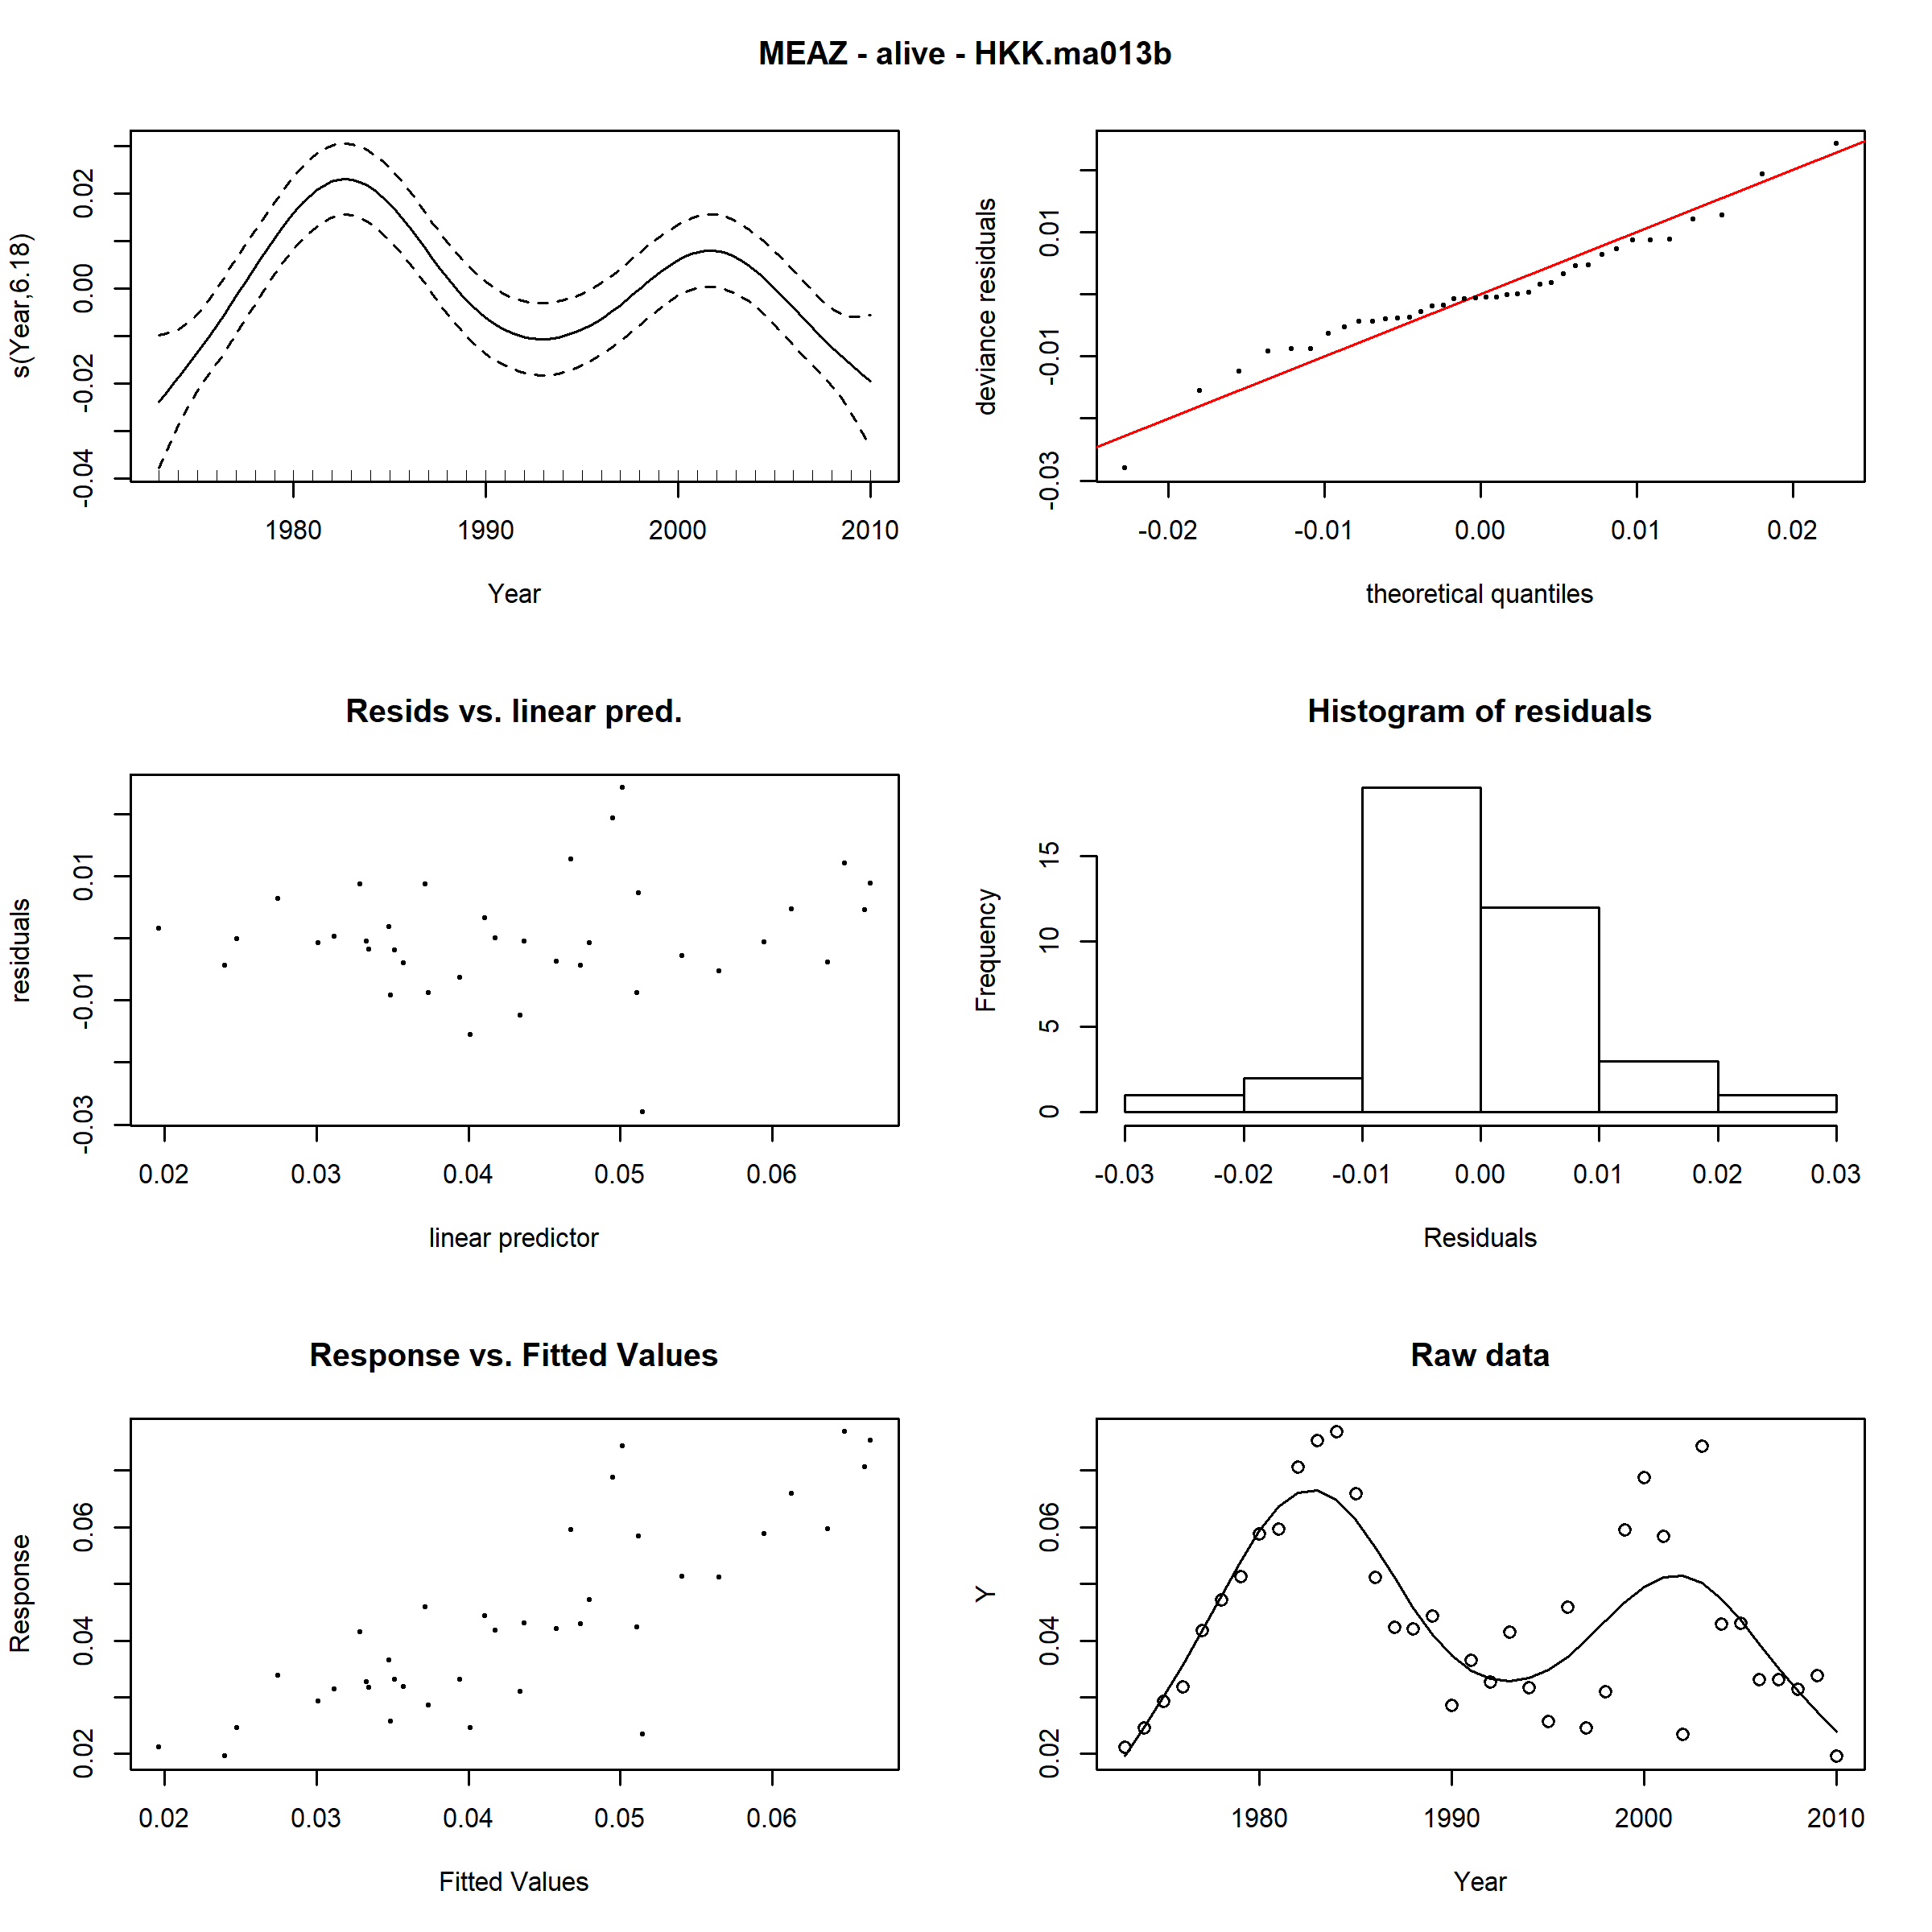 MEAZ - alive - HKK.ma013b
s(Year,6.18)
-0.04 -0.02 0.00 0.02
1980 1990 2000 2010
Year
deviance residuals
-0.03 -0.01 0.01
-0.02 -0.01 0.00 0.01 0.02
theoretical quantiles
Resids vs. linear pred.
residuals
-0.03 -0.01 0.01
0.02 0.03 0.04 0.05 0.06
linear predictor
Histogram of residuals
Frequency
0 5 10 15
-0.03 -0.02 -0.01 0.00 0.01 0.02 0.03
Residuals
Response vs. Fitted Values
Response
0.02 0.04 0.06
0.02 0.03 0.04 0.05 0.06
Fitted Values
Raw data
Y
0.02 0.04 0.06
1980 1990 2000 2010
Year